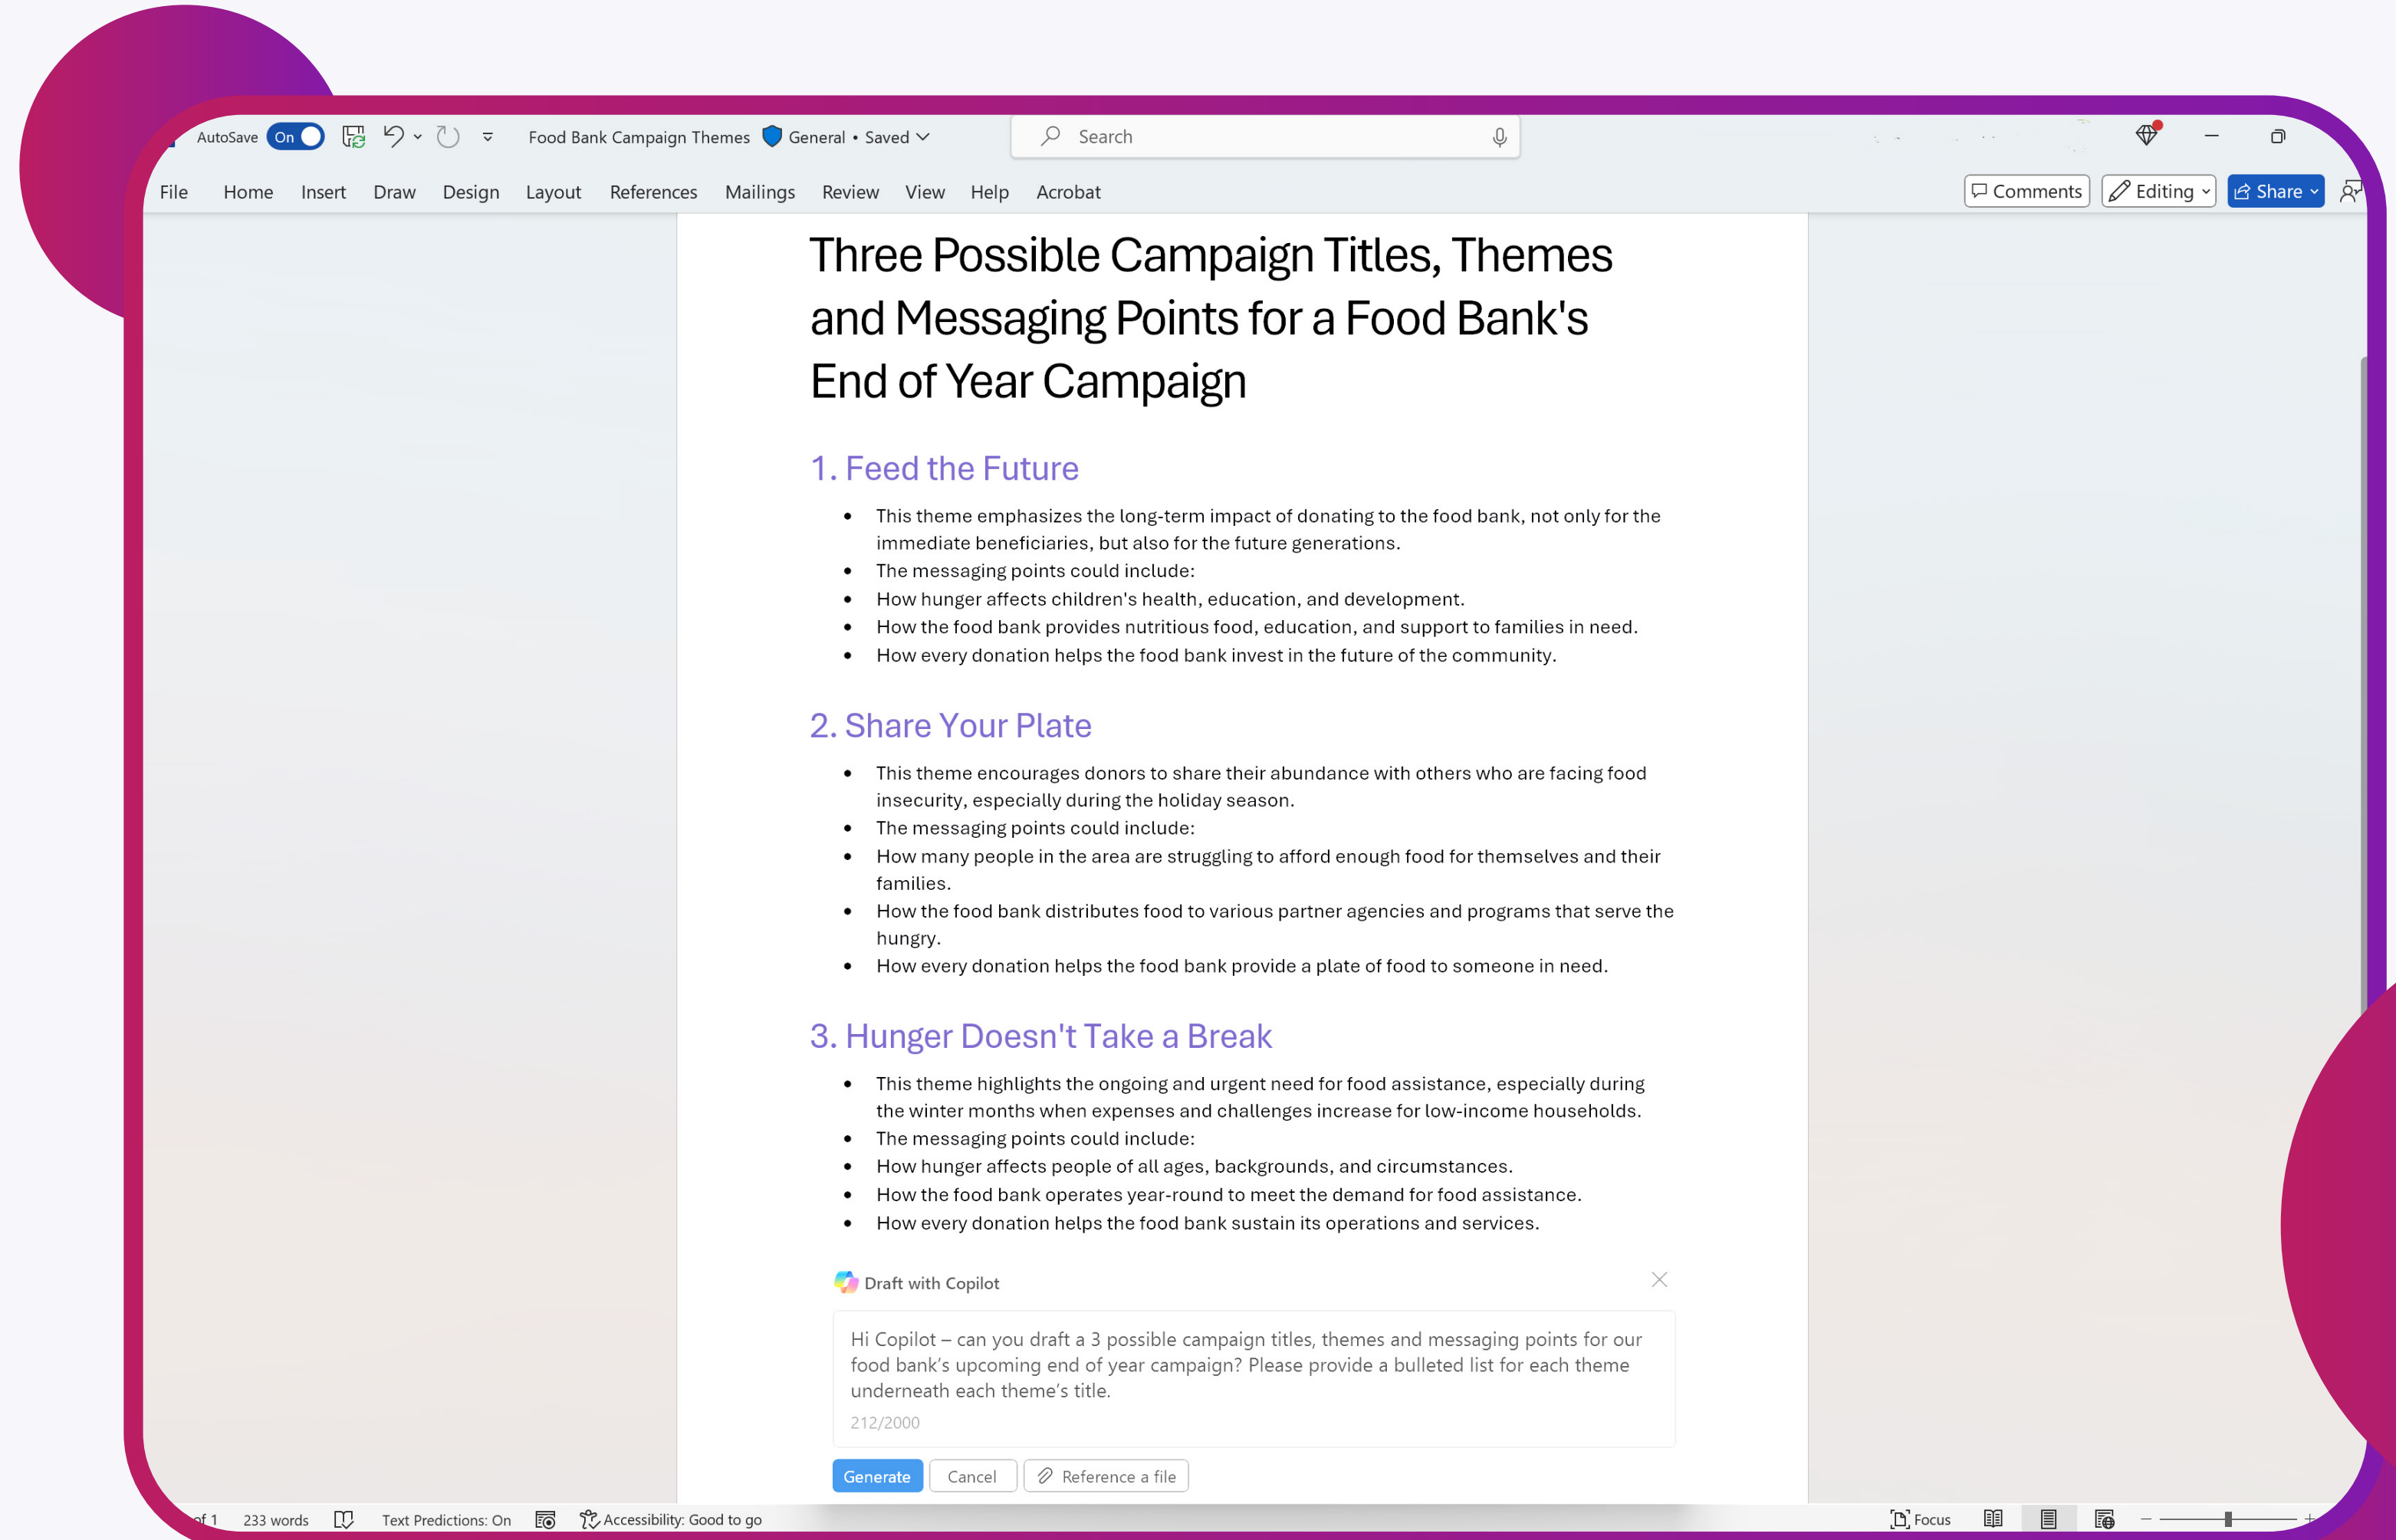 AutoSave On Food Bank Campaign Themes General • Saved Search
File Home Insert Draw Design Layout References Mailings Review View Help Acrobat Comments Editing Share
Three Possible Campaign Titles, Themes
and Messaging Points for a Food Bank's
End of Year Campaign
1. Feed the Future
• This theme emphasizes the long-term impact of donating to the food bank, not only for the
immediate beneficiaries, but also for the future generations.
• The messaging points could include:
• How hunger affects children's health, education, and development.
• How the food bank provides nutritious food, education, and support to families in need.
• How every donation helps the food bank invest in the future of the community.
2. Share Your Plate
• This theme encourages donors to share their abundance with others who are facing food
insecurity, especially during the holiday season.
• The messaging points could include:
• How many people in the area are struggling to afford enough food for themselves and their
families.
• How the food bank distributes food to various partner agencies and programs that serve the
hungry.
• How every donation helps the food bank provide a plate of food to someone in need.
3. Hunger Doesn't Take a Break
• This theme highlights the ongoing and urgent need for food assistance, especially during
the winter months when expenses and challenges increase for low-income households.
• The messaging points could include:
• How hunger affects people of all ages, backgrounds, and circumstances.
• How the food bank operates year-round to meet the demand for food assistance.
• How every donation helps the food bank sustain its operations and services.
Draft with Copilot
Hi Copilot – can you draft a 3 possible campaign titles, themes and messaging points for our
food bank’s upcoming end of year campaign? Please provide a bulleted list for each theme
underneath each theme’s title.
212/2000
Generate Cancel Reference a file
of 1 233 words Text Predictions: On Accessibility: Good to go Focus